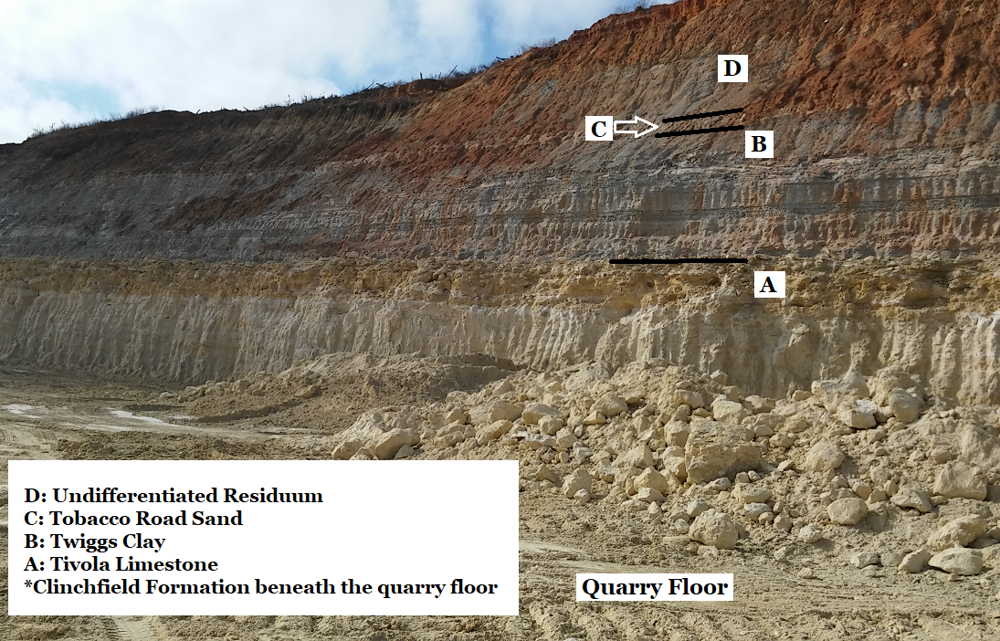 D
C
B
A
D: Undifferentiated Residuum
C: Tobacco Road Sand
B: Twiggs Clay
A: Tivola Limestone
*Clinchfield Formation beneath the quarry floor
Quarry Floor